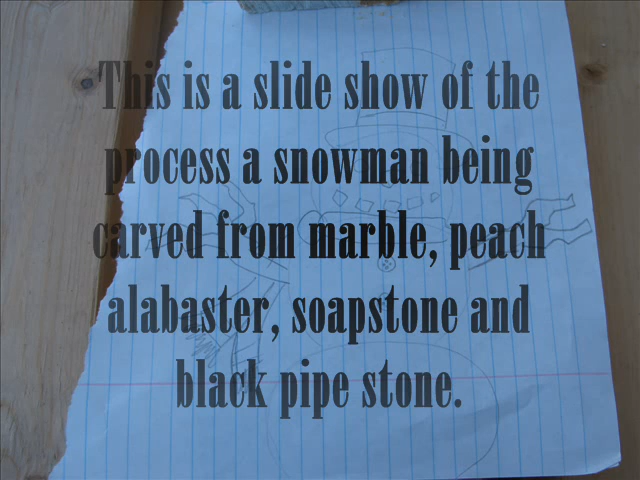 This is a slide show of the
process a snowman being
carved from marble, peach
alabaster, soapstone and
black pipe stone.